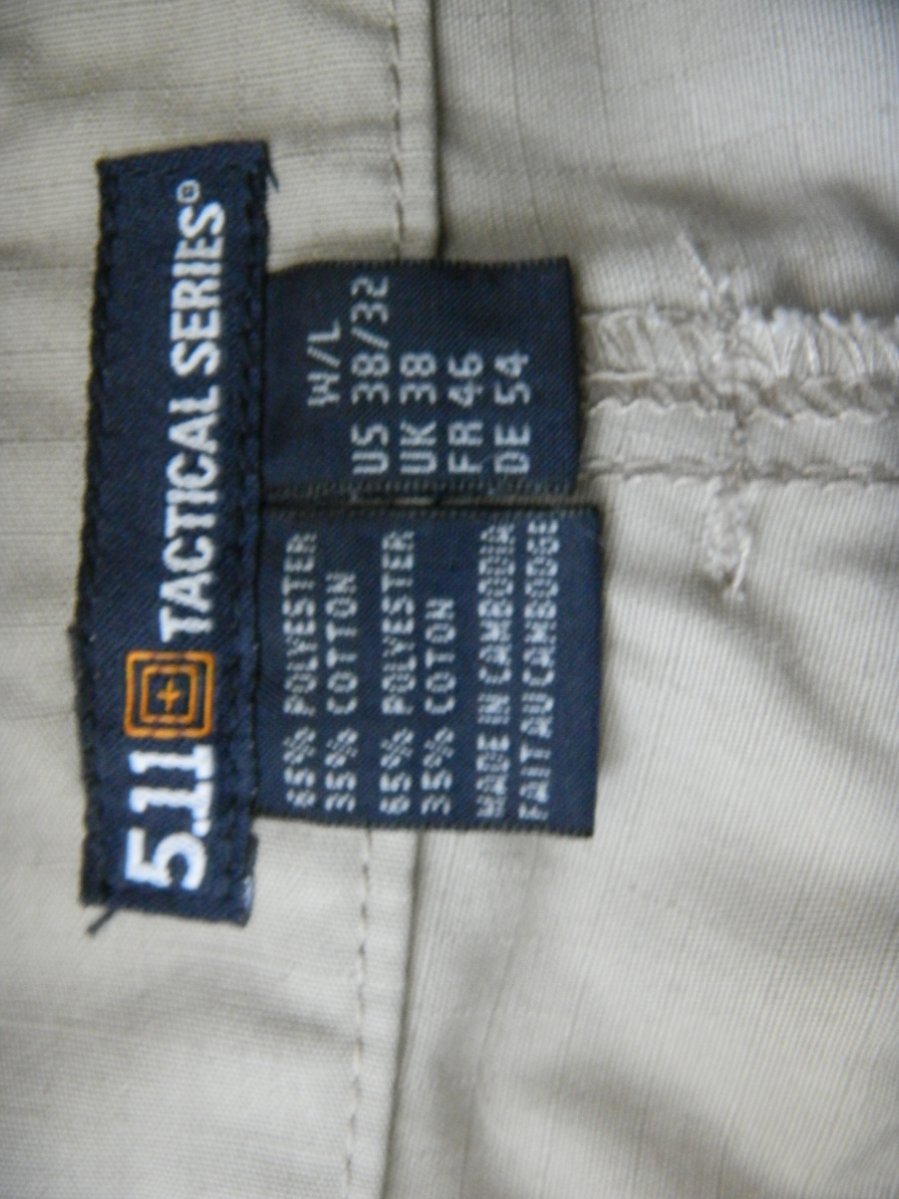 5.11 TACTICAL SERIES®
65% POLYESTER
35% COTTON
65% POLYESTER
35% COTON
MADE IN CAMBODIA
FAIT AU CAMBODGE
W/L
US 38/32
UK 38
FR 46
DE 54